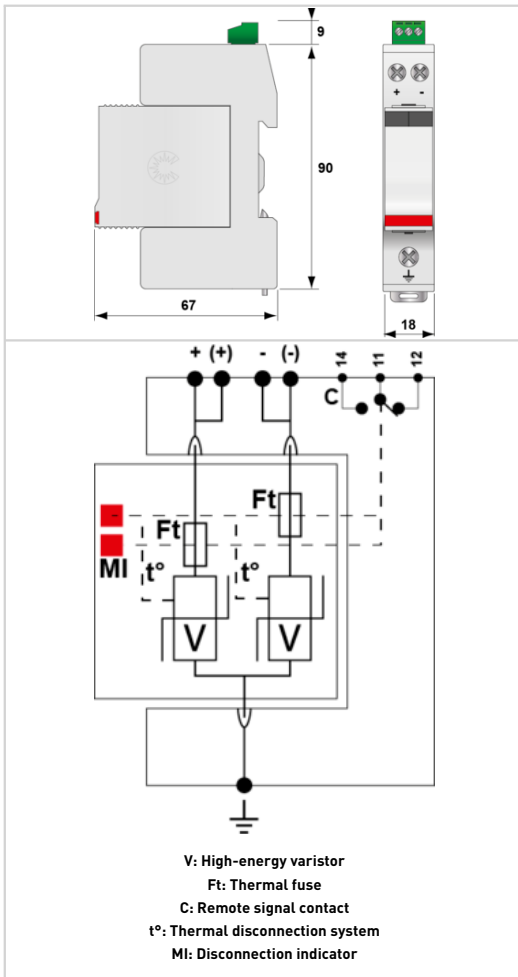 9
+ -
90
67
18
+ (+) - (-) 14 11 12
C
Ft
Ft
MI t° t°
V V
V: High-energy varistor
Ft: Thermal fuse
C: Remote signal contact
t°: Thermal disconnection system
MI: Disconnection indicator